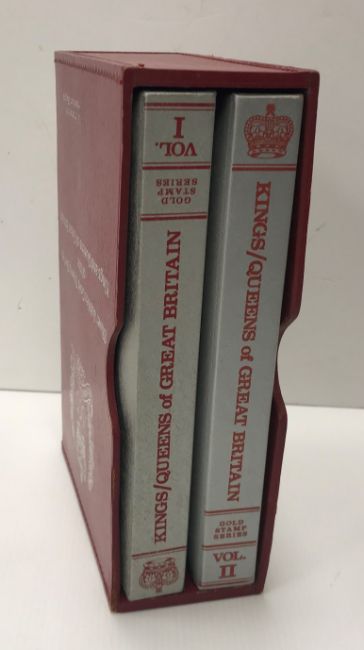 KINGS/QUEENS of GREAT BRITAIN
GOLD
STAMP
SERIES
VOL.
I
KINGS/QUEENS of GREAT BRITAIN
GOLD
STAMP
SERIES
VOL.
II